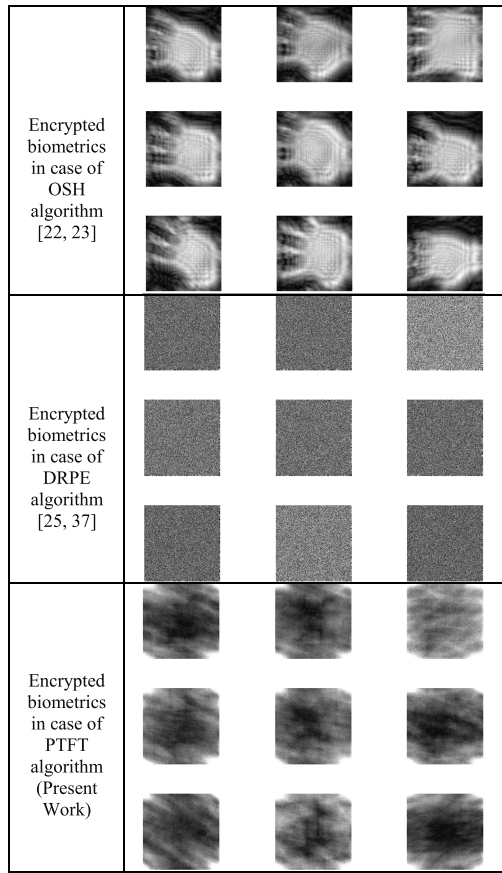 Encrypted
biometrics
in case of
OSH
algorithm
[22, 23]
Encrypted
biometrics
in case of
DRPE
algorithm
[25, 37]
Encrypted
biometrics
in case of
PTFT
algorithm
(Present
Work)